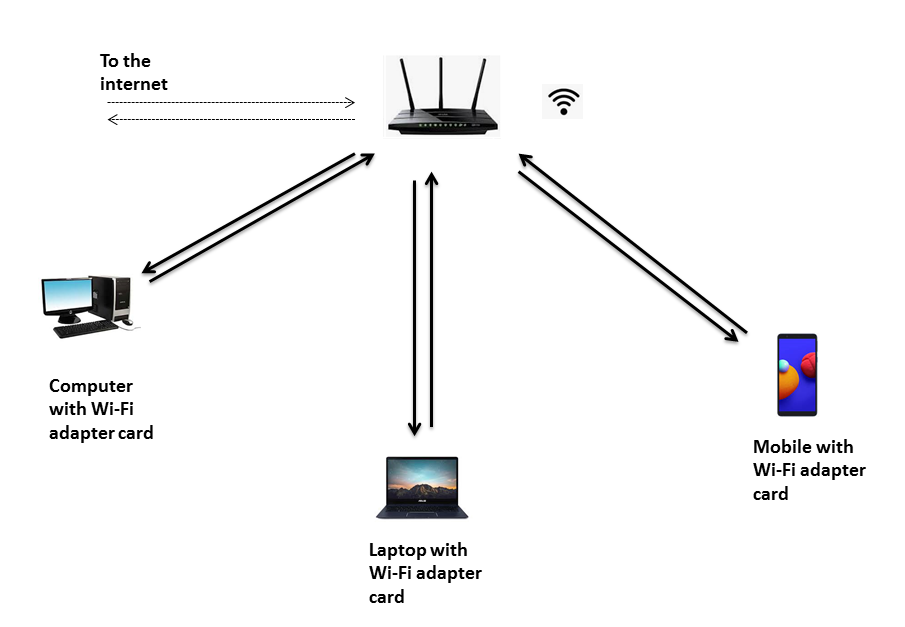 To the
internet
Computer
with Wi-Fi
adapter card
Mobile with
Wi-Fi adapter
card
Laptop with
Wi-Fi adapter
card